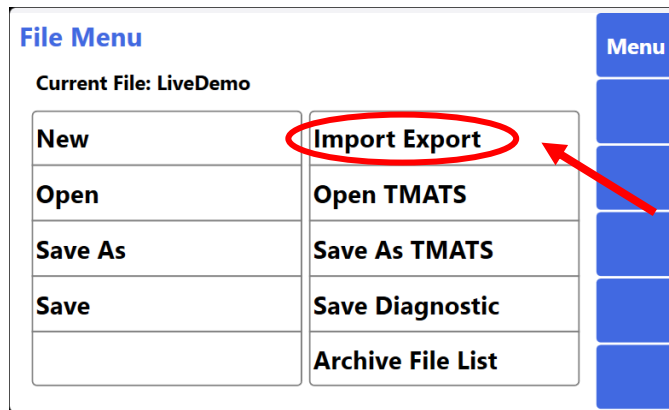 File Menu
Menu
Current File: LiveDemo
New
Import Export
Open
Open TMATS
Save As
Save As TMATS
Save
Save Diagnostic
Archive File List